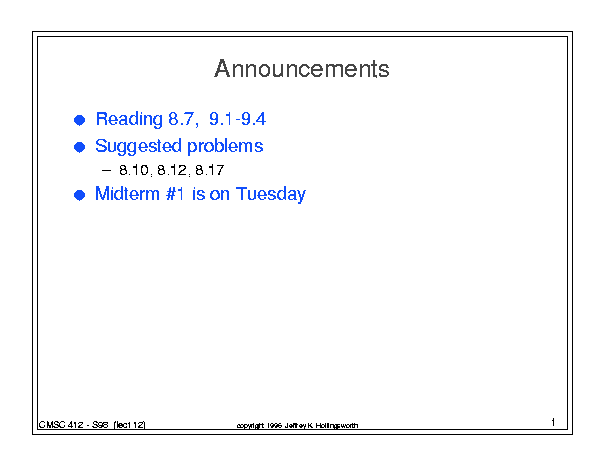 Announcements
● Reading 8.7, 9.1-9.4
● Suggested problems
– 8.10, 8.12, 8.17
● Midterm #1 is on Tuesday
CMSC 412 - S98 (lect 12)
copyright 1996 Jeffrey K. Hollingsworth
1